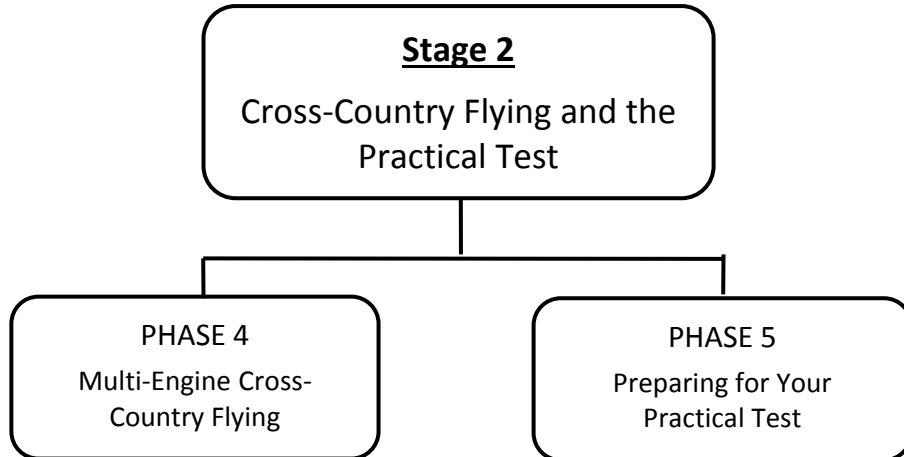 Stage 2
Cross-Country Flying and the
Practical Test
PHASE 4
Multi-Engine Cross-
Country Flying
PHASE 5
Preparing for Your
Practical Test